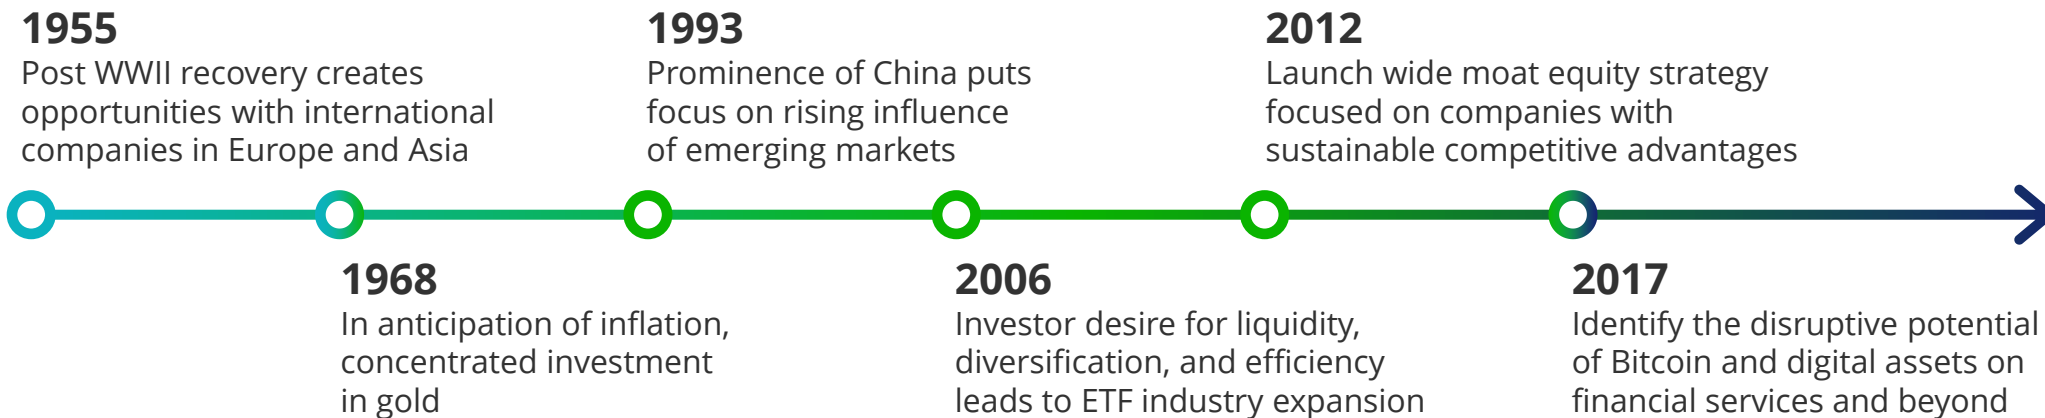 1955
Post WWII recovery creates
opportunities with international
companies in Europe and Asia
1968
In anticipation of inflation,
concentrated investment
in gold
1993
Prominence of China puts
focus on rising influence
of emerging markets
2006
Investor desire for liquidity,
diversification, and efficiency
leads to ETF industry expansion
2012
Launch wide moat equity strategy
focused on companies with
sustainable competitive advantages
2017
Identify the disruptive potential
of Bitcoin and digital assets on
financial services and beyond